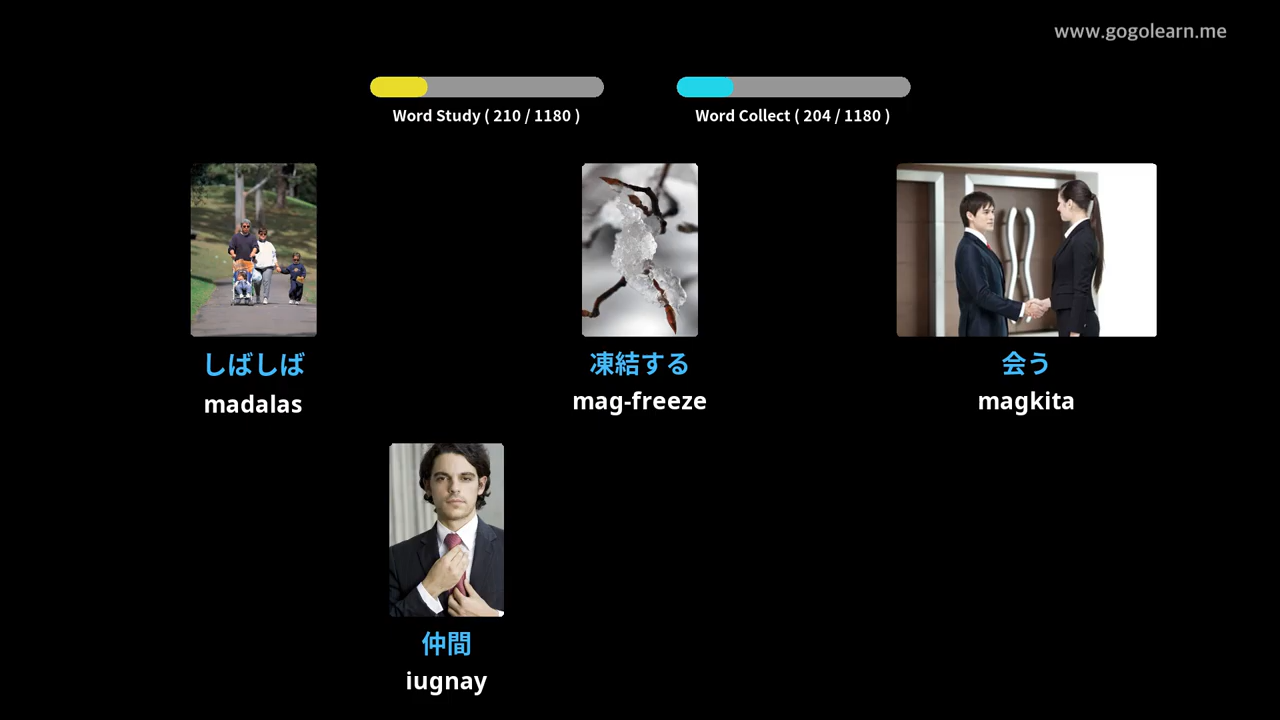 www.gogolearn.me
Word Study ( 210 / 1180 )
Word Collect ( 204 / 1180 )
しばしば
madalas
凍結する
mag-freeze
会う
magkita
仲間
iugnay